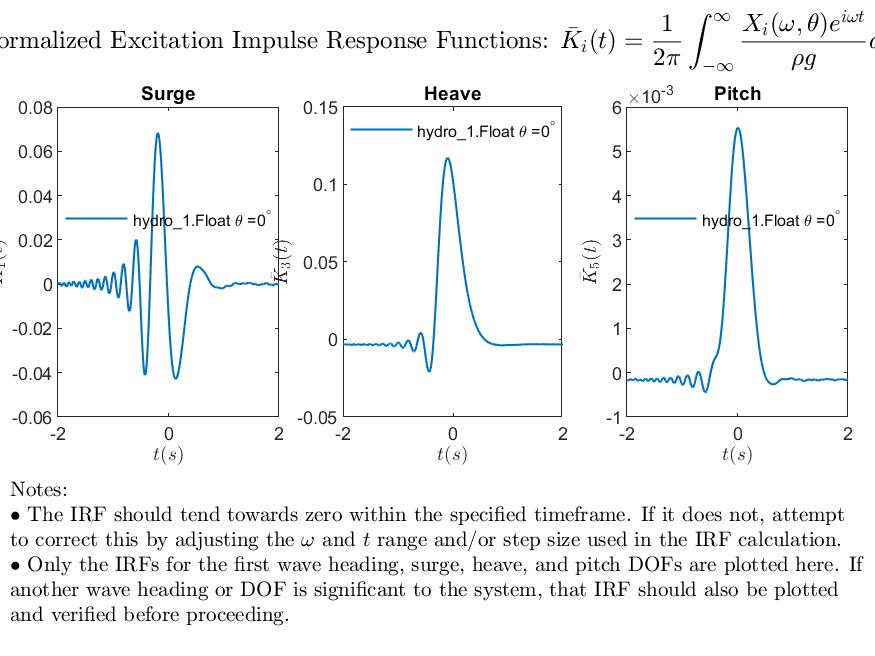 ormalized Excitation Impulse Response Functions: K̄ᵢ(t) = 1/2π ∫_{-∞}^{∞} Xᵢ(ω, θ)e^{iωt}/ρg
Surge Heave Pitch
×10⁻³
0.08 0.15 6
0.06 5
0.04 0.1 4
0.02 0.05 3
0 0 2
-0.02 1
-0.04 0
-0.06 -0.05 -1
hydro_1.Float θ =0°
hydro_1.Float θ =0°
hydro_1.Float θ =0°
K̄₃(t)
K̄₅(t)
-2 0 2 -2 0 2 -2 0 2
t(s) t(s) t(s)
Notes:
• The IRF should tend towards zero within the specified timeframe. If it does not, attempt
to correct this by adjusting the ω and t range and/or step size used in the IRF calculation.
• Only the IRFs for the first wave heading, surge, heave, and pitch DOFs are plotted here. If
another wave heading or DOF is significant to the system, that IRF should also be plotted
and verified before proceeding.